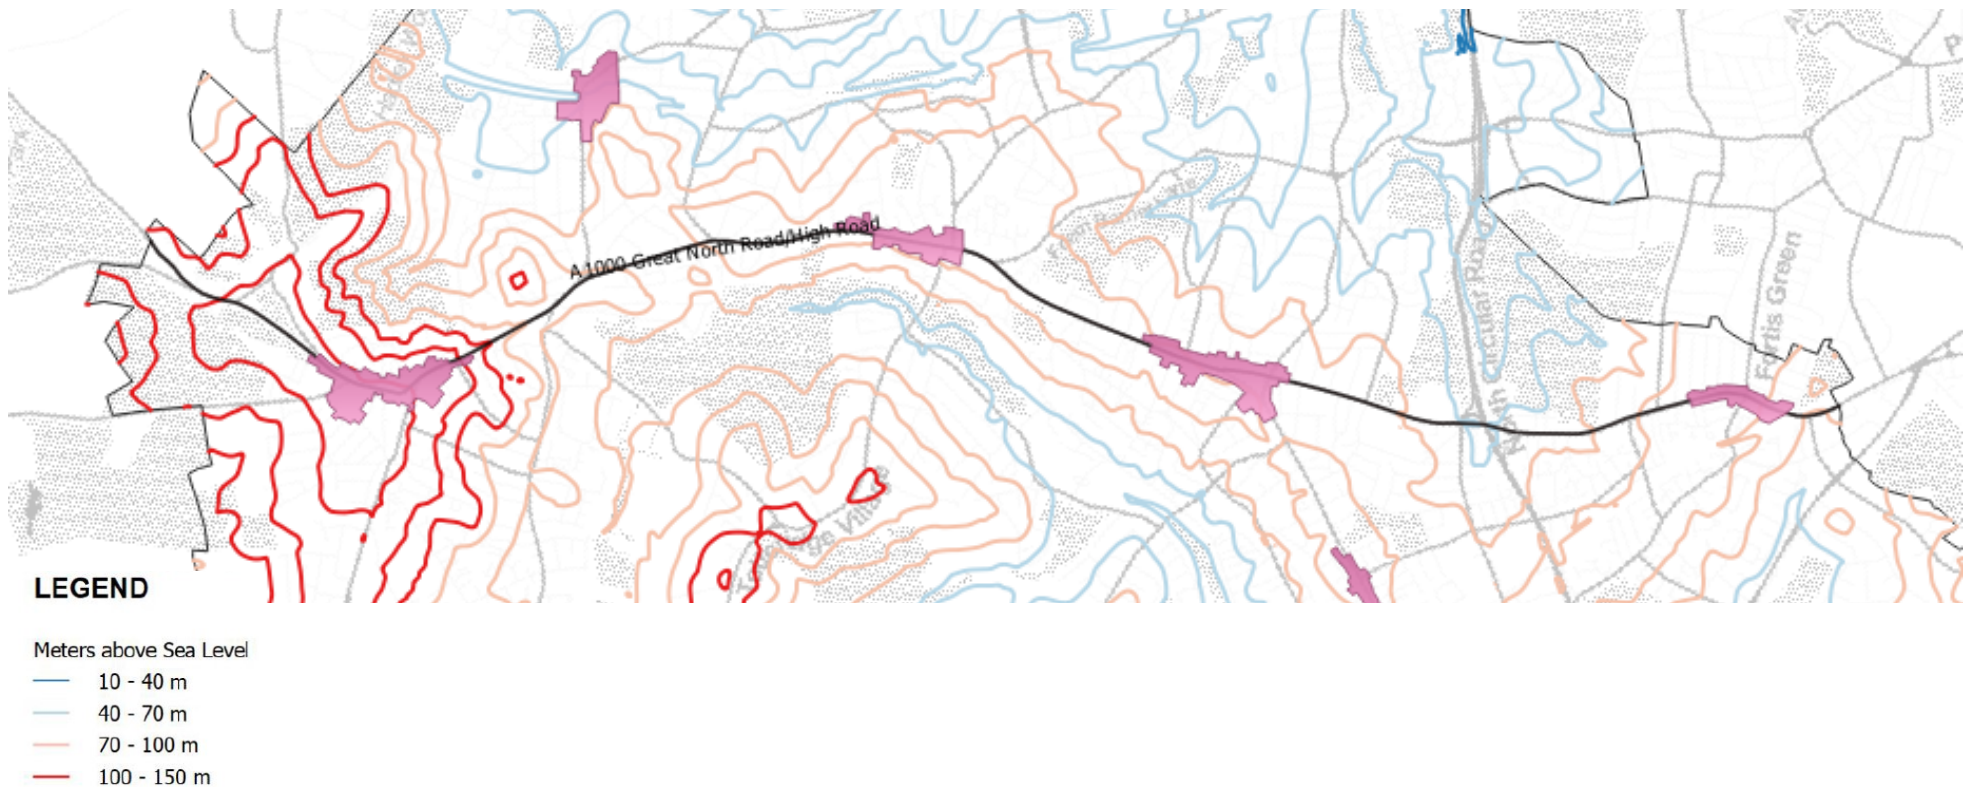 A1000 Great North Road/High Road
North Circular Road
Fortis Green
LEGEND
Meters above Sea Level
10 - 40 m
40 - 70 m
70 - 100 m
100 - 150 m